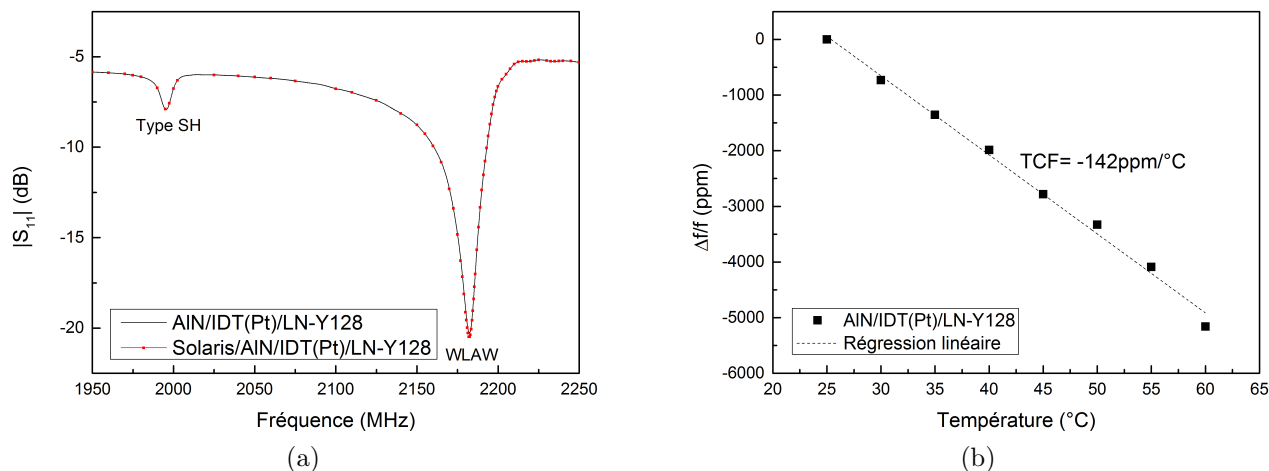 -5
-10
-15
-20
|S11| (dB)
Type SH
WLAW
AlN/IDT(Pt)/LN-Y128
Solaris/AlN/IDT(Pt)/LN-Y128
1950 2000 2050 2100 2150 2200 2250
Fréquence (MHz)
(a)
0
-1000
-2000
-3000
-4000
-5000
-6000
Δf/f (ppm)
TCF= -142ppm/°C
AlN/IDT(Pt)/LN-Y128
Régression linéaire
20 25 30 35 40 45 50 55 60 65
Température (°C)
(b)